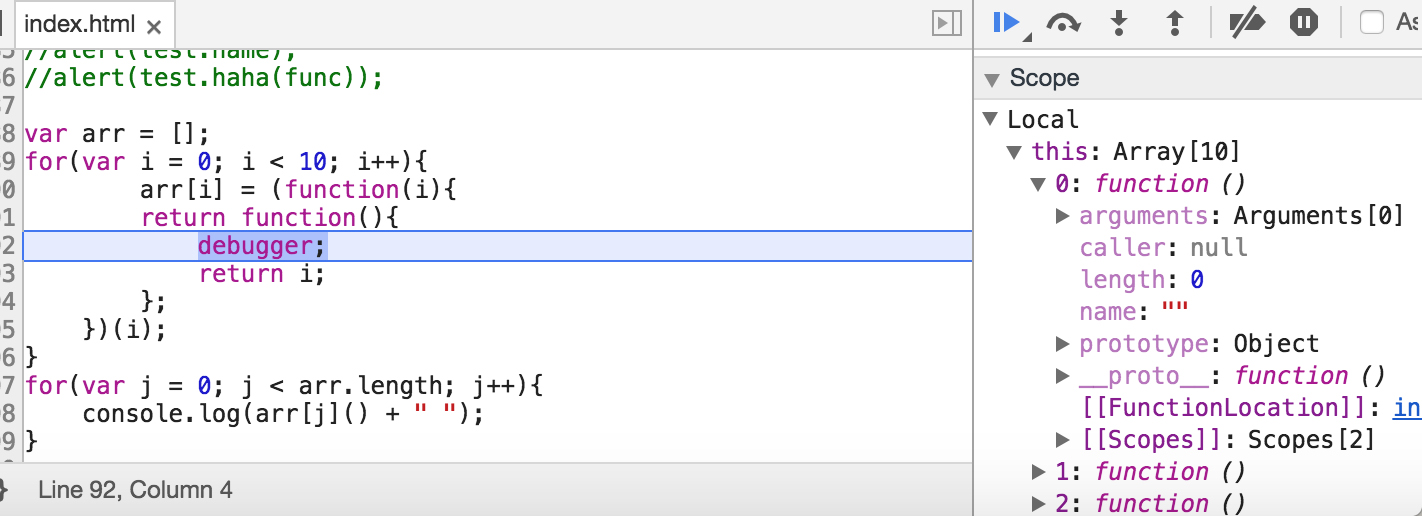 index.html ×
//alert(test.name);
6 //alert(test.haha(func));
7
8 var arr = [];
9 for(var i = 0; i < 10; i++){
0 arr[i] = (function(i){
1 return function(){
2 debugger;
3 return i;
4 };
5 })(i);
6 }
7 for(var j = 0; j < arr.length; j++){
8 console.log(arr[j]() + " ");
9 }
Line 92, Column 4
As
Scope
Local
this: Array[10]
0: function ()
arguments: Arguments[0]
caller: null
length: 0
name: ""
prototype: Object
__proto__: function ()
[[FunctionLocation]]: in
[[Scopes]]: Scopes[2]
1: function ()
2: function ()